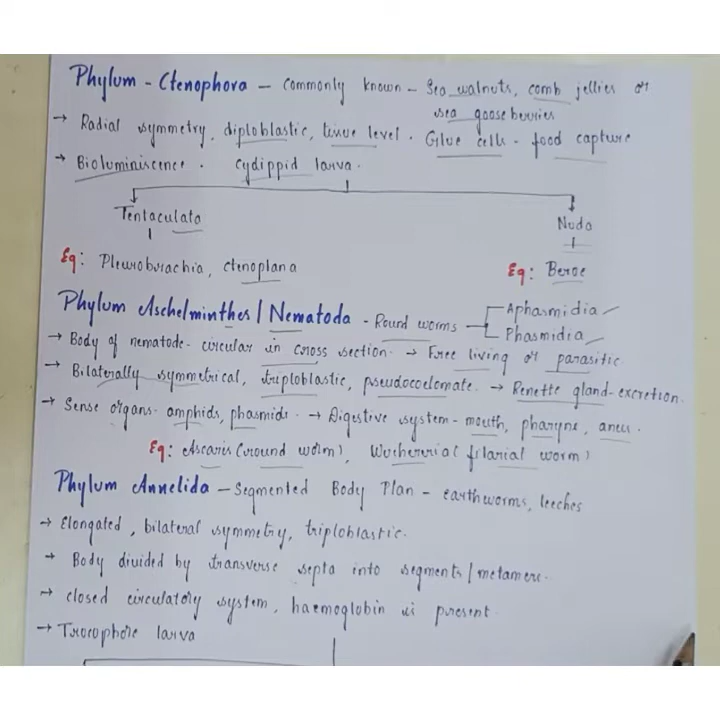 Phylum - Ctenophora - commonly known - Sea walnuts, comb jellies or
sea gooseberries
→ Radial symmetry, diploblastic, tissue level. Glue cells - food capture
→ Bioluminiscence. Cydippid larva.
Tentaculata
Nuda
Eg: Pleurobrachia, ctenoplana
Eg: Beroe
Phylum Aschelminthes / Nematoda - Round worms
Aphasmidia
Phasmidia
→ Body of nematode - circular in cross section. → Free living or parasitic.
→ Bilaterally symmetrical, triploblastic, pseudocoelomate. → Renette gland - excretion.
→ Sense organs - amphids, phasmids. → Digestive system - mouth, pharynx, anus.
Eg: Ascaris (round worm), Wuchereria (filarial worm)
Phylum Annelida - Segmented Body Plan - earthworms, leeches
→ Elongated, bilateral symmetry, triploblastic.
→ Body divided by transverse septa into segments / metamere.
→ closed circulatory system, haemoglobin is present.
→ Trocophore larva